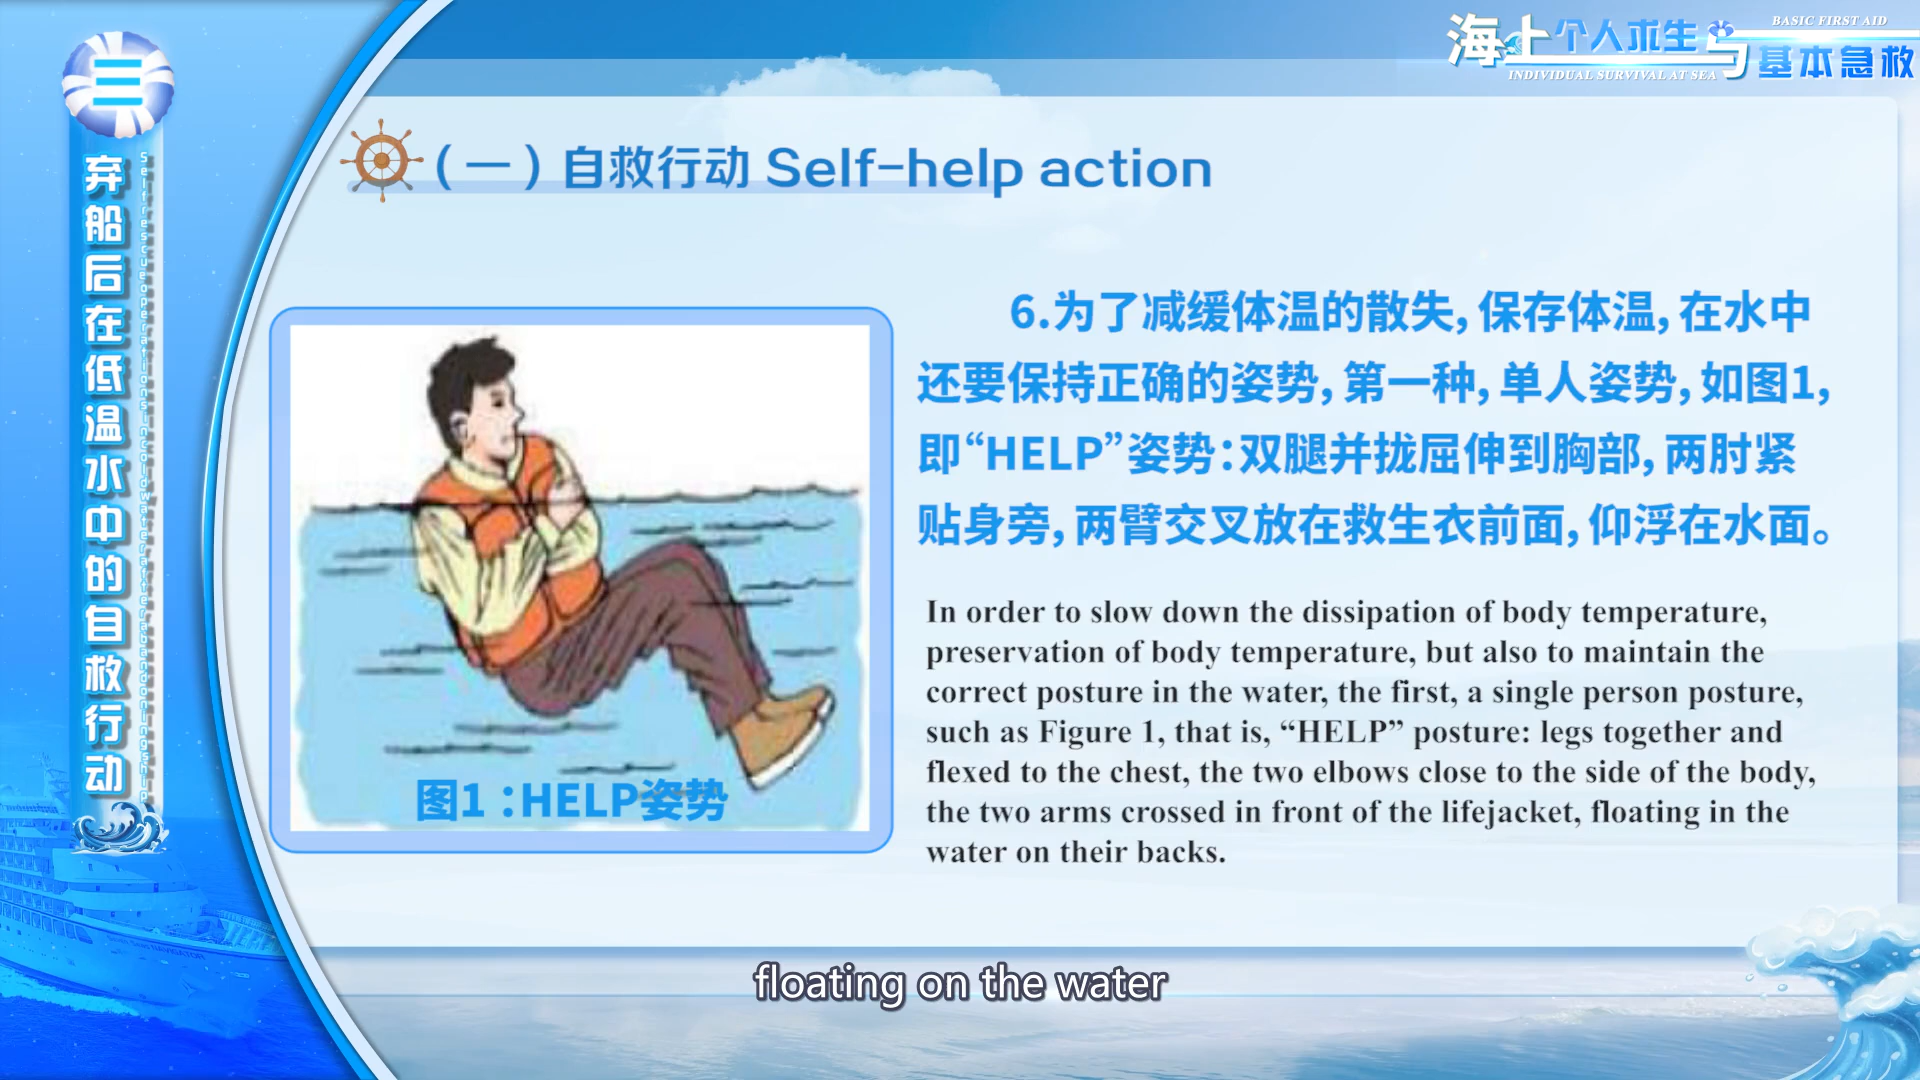 三
弃船后在低温水中的自救行动
海上个人求生与基本急救
BASIC FIRST AID
INDIVIDUAL SURVIVAL AT SEA
（一）自救行动 Self-help action
6.为了减缓体温的散失，保存体温，在水中
还要保持正确的姿势，第一种，单人姿势，如图1，
即“HELP”姿势：双腿并拢屈伸到胸部，两肘紧
贴身旁，两臂交叉放在救生衣前面，仰浮在水面。
In order to slow down the dissipation of body temperature,
preservation of body temperature, but also to maintain the
correct posture in the water, the first, a single person posture,
such as Figure 1, that is, “HELP” posture: legs together and
flexed to the chest, the two elbows close to the side of the body,
the two arms crossed in front of the lifejacket, floating in the
water on their backs.
图1：HELP姿势
floating on the water